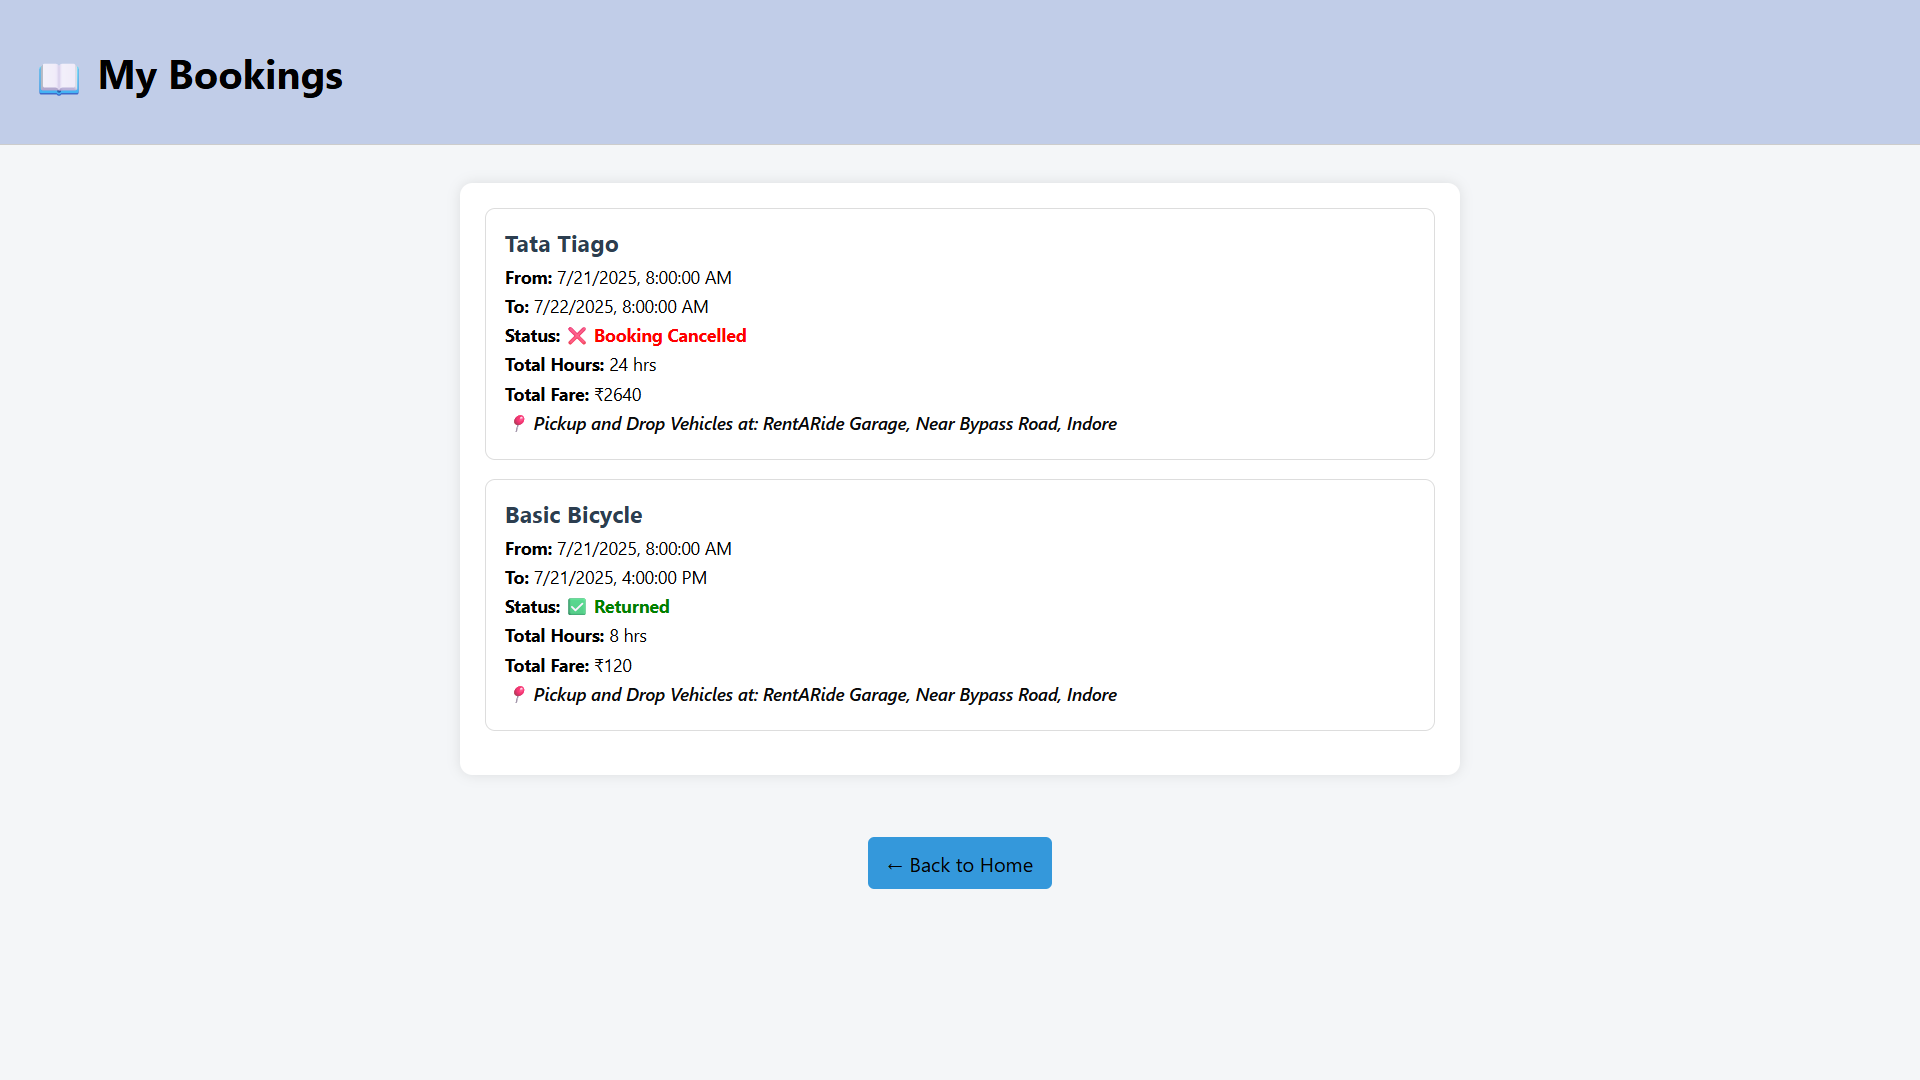 📖 My Bookings
Tata Tiago
From: 7/21/2025, 8:00:00 AM
To: 7/22/2025, 8:00:00 AM
Status: ❌ Booking Cancelled
Total Hours: 24 hrs
Total Fare: ₹2640
📍 Pickup and Drop Vehicles at: RentARide Garage, Near Bypass Road, Indore
Basic Bicycle
From: 7/21/2025, 8:00:00 AM
To: 7/21/2025, 4:00:00 PM
Status: ✅ Returned
Total Hours: 8 hrs
Total Fare: ₹120
📍 Pickup and Drop Vehicles at: RentARide Garage, Near Bypass Road, Indore
← Back to Home